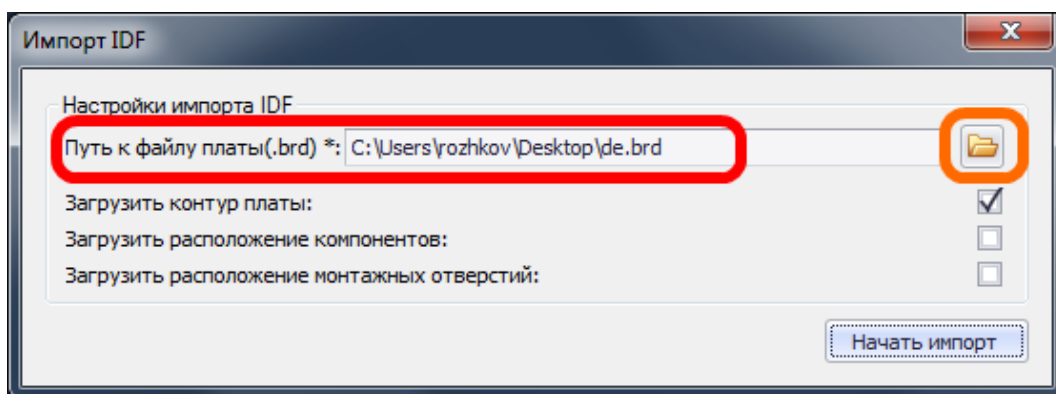 Импорт IDF
Настройки импорта IDF
Путь к файлу платы(.brd) *: C:\Users\rozhkov\Desktop\de.brd
Загрузить контур платы:
Загрузить расположение компонентов:
Загрузить расположение монтажных отверстий:
Начать импорт